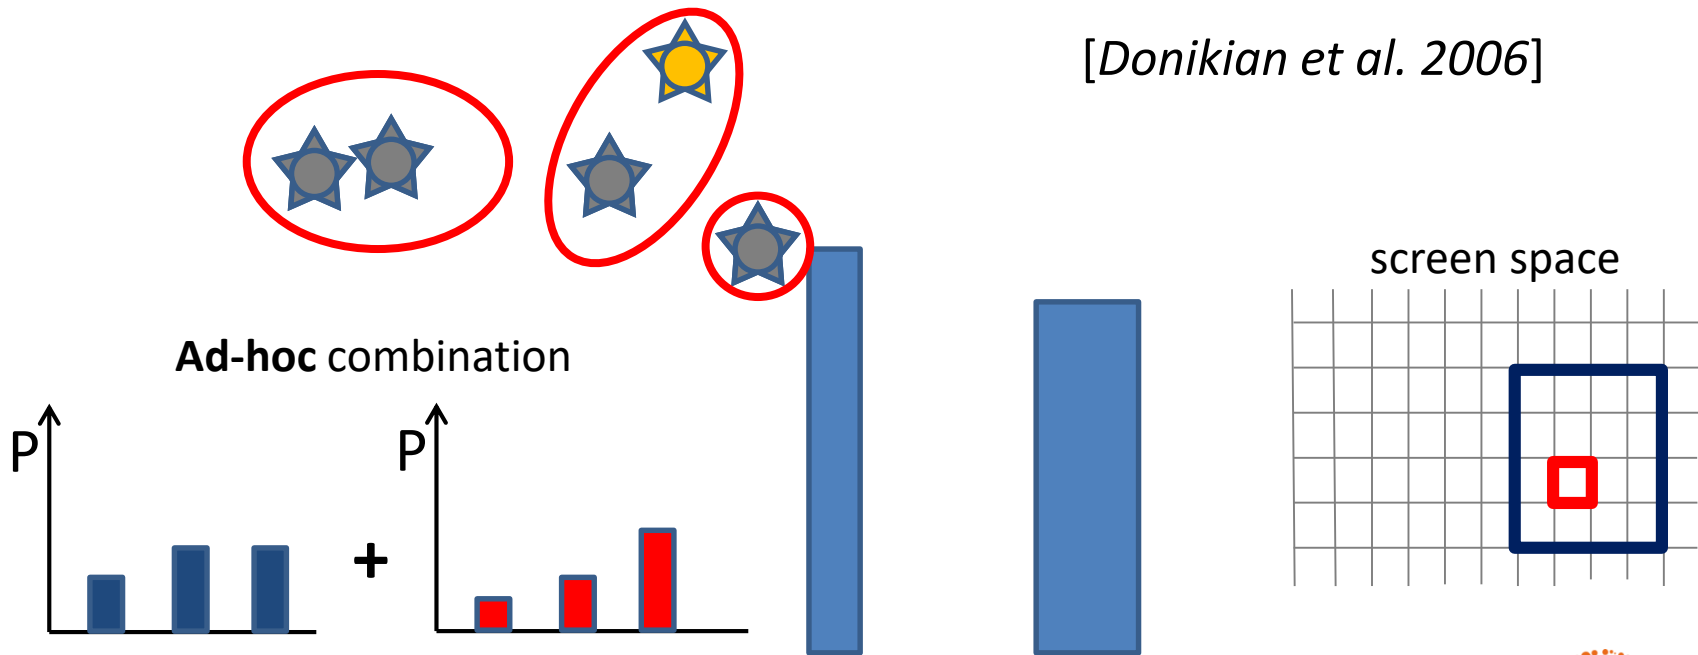 [Donikian et al. 2006]
screen space
Ad-hoc combination
P
P
+